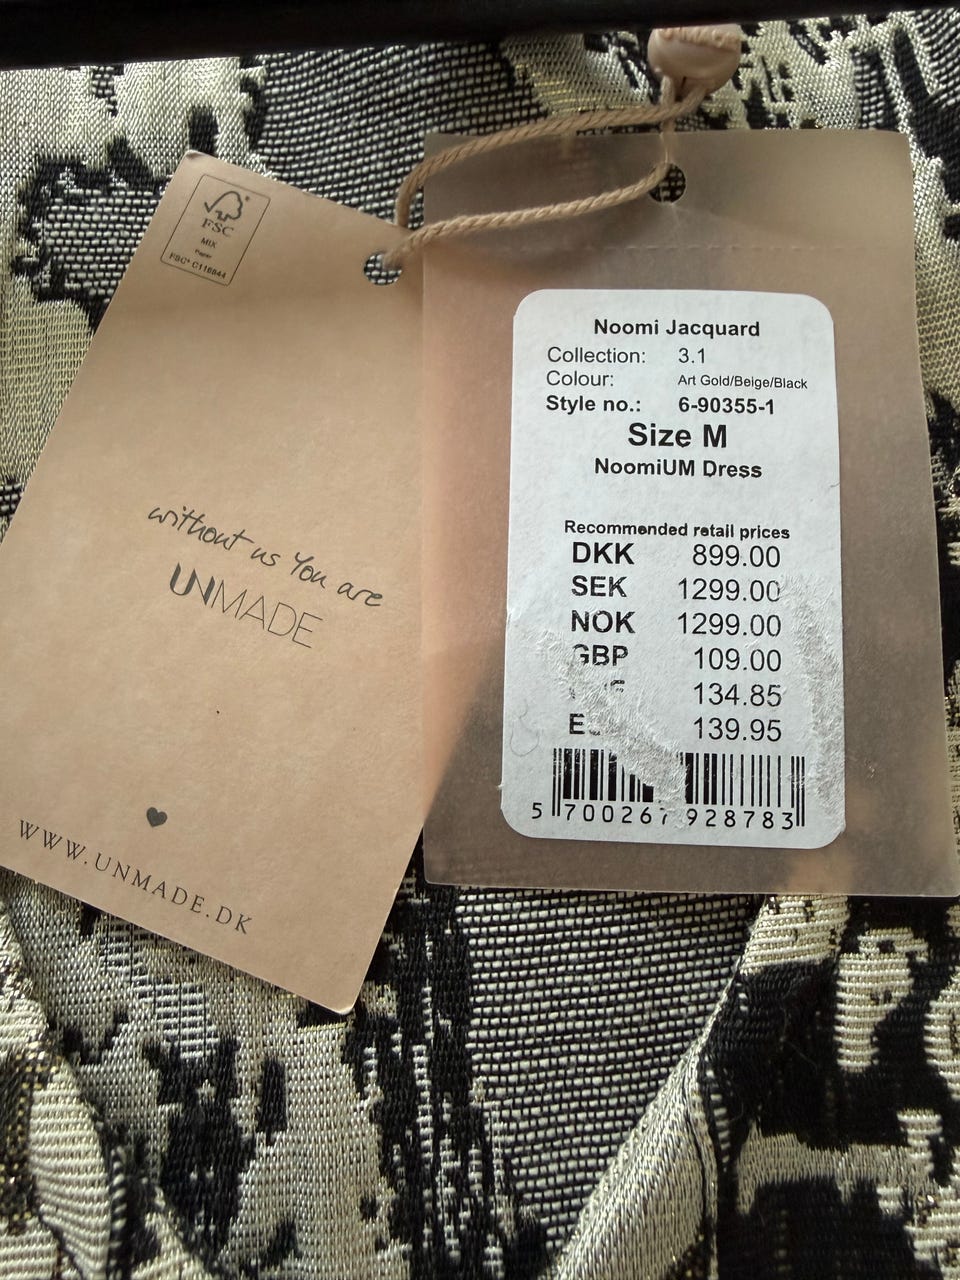 FSC
MIX
Paper
FSC® C116844
without us You are
UNMADE
WWW.UNMADE.DK
Noomi Jacquard
Collection: 3.1
Colour: Art Gold/Beige/Black
Style no.: 6-90355-1
Size M
NoomiUM Dress
Recommended retail prices
DKK 899.00
SEK 1299.00
NOK 1299.00
GBP 109.00
134.85
139.95
5 700267 928783